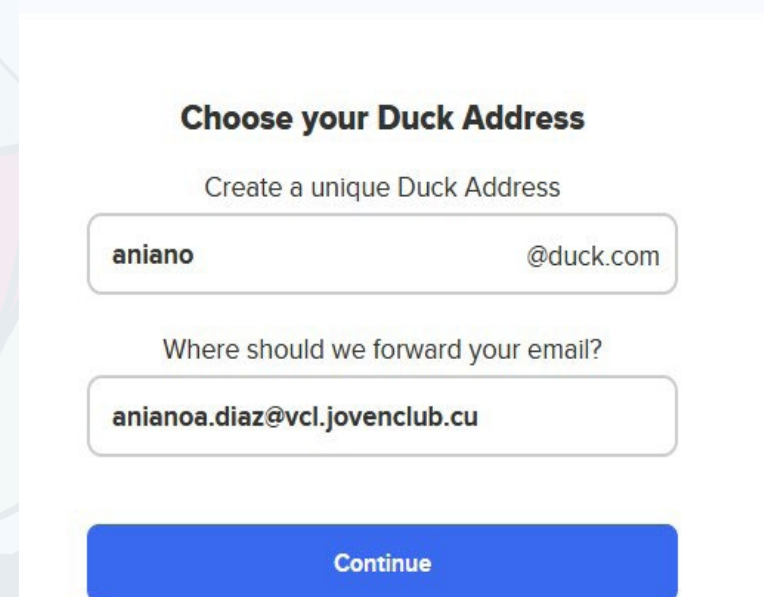 Choose your Duck Address
Create a unique Duck Address
aniano @duck.com
Where should we forward your email?
anianoa.diaz@vcl.jovenclub.cu
Continue